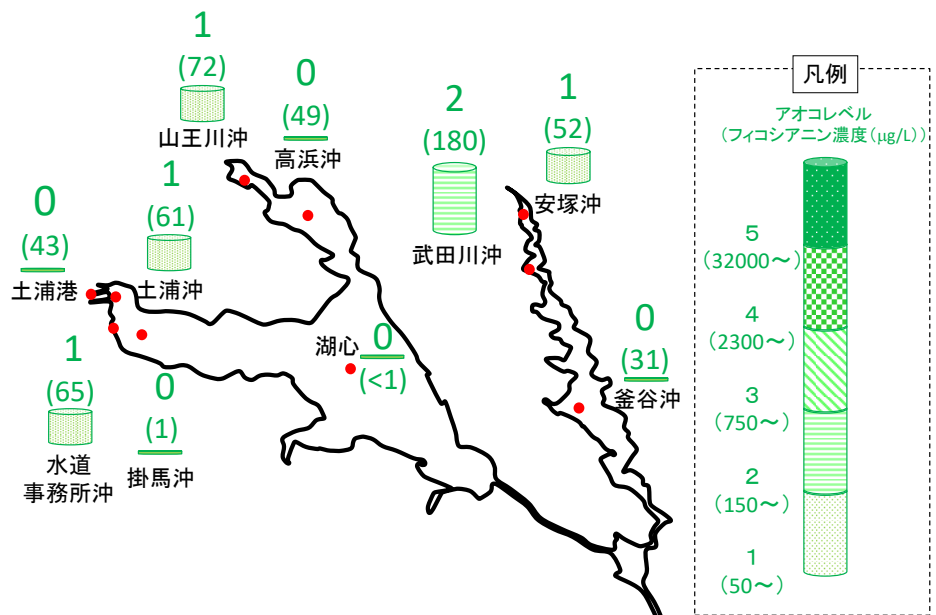 1
(72)
山王川沖
0
(49)
高浜沖
2
(180)
武田川沖
1
(52)
安塚沖
0
(43)
土浦港
1
(61)
土浦沖
1
(65)
水道
事務所沖
0
(1)
掛馬沖
湖心
0
(<1)
0
(31)
釜谷沖
凡例
アオコレベル
(フィコシアニン濃度(μg/L))
5
(32000～)
4
(2300～)
3
(750～)
2
(150～)
1
(50～)